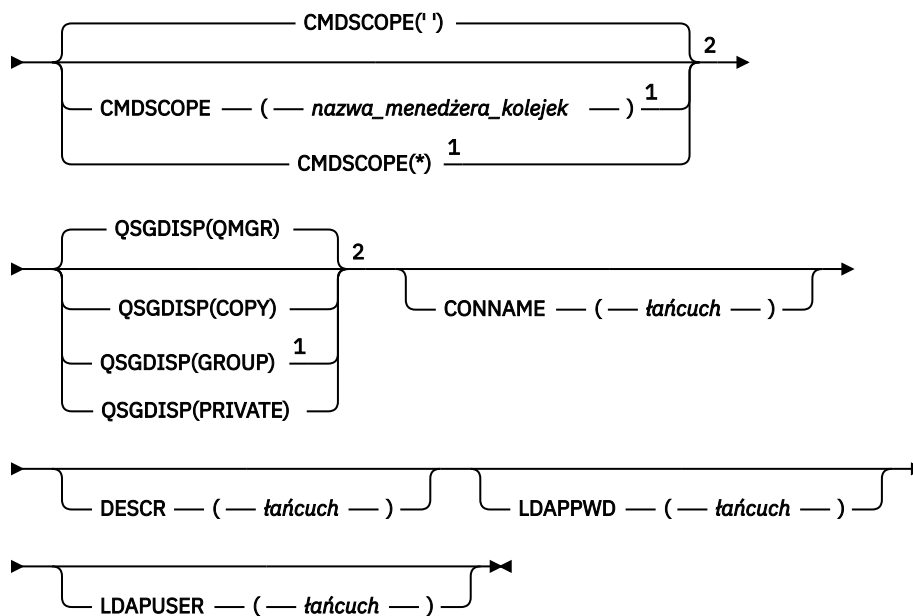 CMDSCOPE(' ')
2
CMDSCOPE ( nazwa_menedżera_kolejek ) 1
CMDSCOPE(*) 1
QSGDISP(QMGR)
2
QSGDISP(COPY)
CONNAME ( łańcuch )
QSGDISP(GROUP) 1
QSGDISP(PRIVATE)
DESCR ( łańcuch )
LDAPPWD ( łańcuch )
LDAPUSER ( łańcuch )